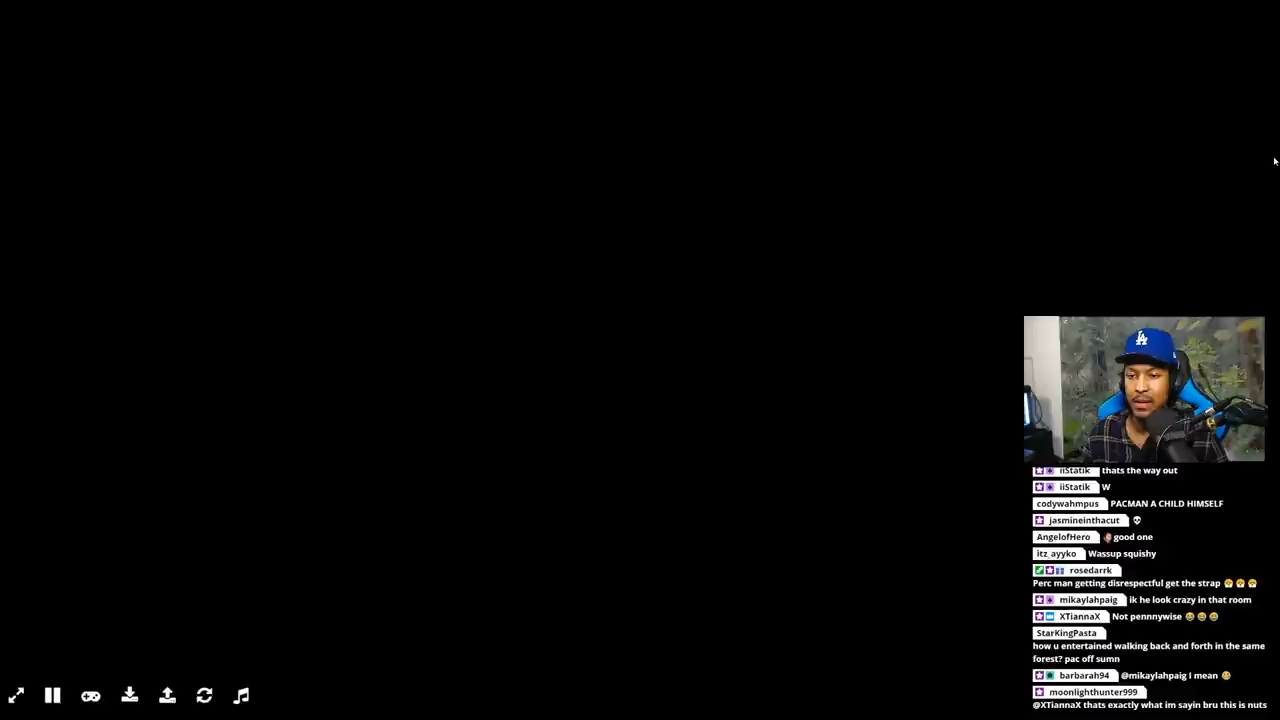 LA
iiStatik thats the way out
iiStatik W
codywahmpus PACMAN A CHILD HIMSELF
jasmineinthacut 💀
AngelofHero good one
itz_ayyko Wassup squishy
rosedarrk
Perc man getting disrespectful get the strap 😤 😤 😤
mikaylahpaig ik he look crazy in that room
XTiannaX Not pennnywise 😂 😂 😂
StarKingPasta
how u entertained walking back and forth in the same
forest? pac off sumn
barbarah94 @mikaylahpaig I mean
moonlighthunter999
@XTiannaX thats exactly what im sayin bru this is nuts